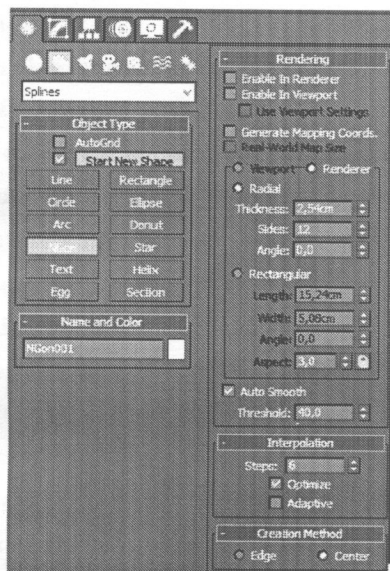 Splines
- Object Type
AutoGrid
Start New Shape
Line Rectangle
Circle Ellipse
Arc Donut
NGon Star
Text Helix
Egg Section
- Name and Color
NGon001
- Rendering
Enable In Renderer
Enable In Viewport
Use Viewport Settings
Generate Mapping Coords.
Real-World Map Size
Viewport Renderer
Radial
Thickness: 2,54cm
Sides: 12
Angle: 0,0
Rectangular
Length: 15,24cm
Width: 5,08cm
Angle: 0,0
Aspect: 3,0
Auto Smooth
Threshold: 40,0
- Interpolation
Steps: 6
Optimize
Adaptive
- Creation Method
Edge Center